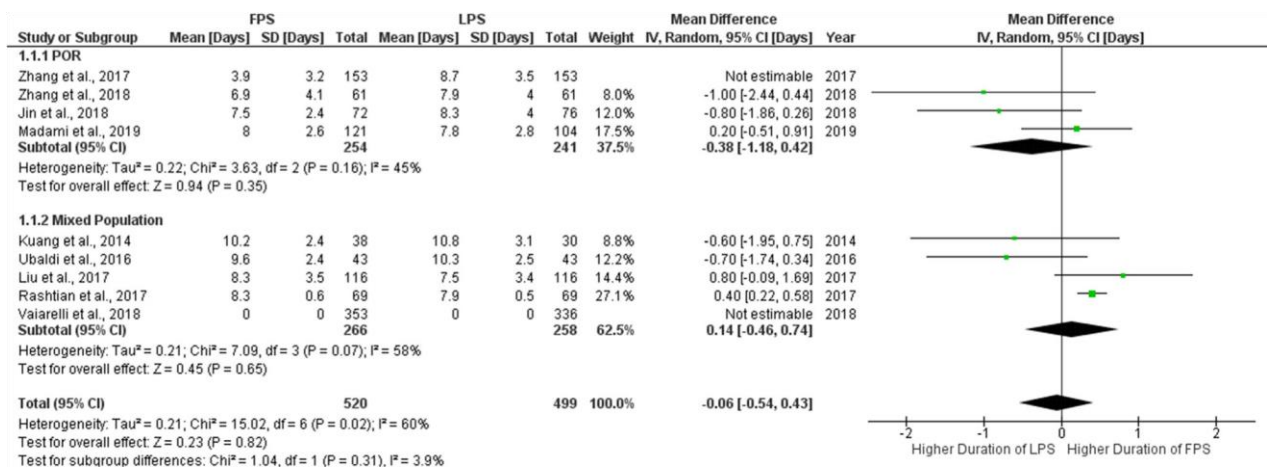 FPS LPS Mean Difference Mean Difference
Study or Subgroup Mean [Days] SD [Days] Total Mean [Days] SD [Days] Total Weight IV, Random, 95% CI [Days] Year IV, Random, 95% CI [Days]
1.1.1 POR
Zhang et al., 2017 3.9 3.2 153 8.7 3.5 153 Not estimable 2017
Zhang et al., 2018 6.9 4.1 61 7.9 4 61 8.0% -1.00 [-2.44, 0.44] 2018
Jin et al., 2018 7.5 2.4 72 8.3 4 76 12.0% -0.80 [-1.86, 0.26] 2018
Madami et al., 2019 8 2.6 121 7.8 2.8 104 17.5% 0.20 [-0.51, 0.91] 2019
Subtotal (95% CI) 254 241 37.5% -0.38 [-1.18, 0.42]
Heterogeneity: Tau² = 0.22; Chi² = 3.63, df = 2 (P = 0.16); I² = 45%
Test for overall effect: Z = 0.94 (P = 0.35)
1.1.2 Mixed Population
Kuang et al., 2014 10.2 2.4 38 10.8 3.1 30 8.8% -0.60 [-1.95, 0.75] 2014
Ubaldi et al., 2016 9.6 2.4 43 10.3 2.5 43 12.2% -0.70 [-1.74, 0.34] 2016
Liu et al., 2017 8.3 3.5 116 7.5 3.4 116 14.4% 0.80 [-0.09, 1.69] 2017
Rashtian et al., 2017 8.3 0.6 69 7.9 0.5 69 27.1% 0.40 [0.22, 0.58] 2017
Vaiarelli et al., 2018 0 0 353 0 0 336 Not estimable 2018
Subtotal (95% CI) 266 258 62.5% 0.14 [-0.46, 0.74]
Heterogeneity: Tau² = 0.21; Chi² = 7.09, df = 3 (P = 0.07); I² = 58%
Test for overall effect: Z = 0.45 (P = 0.65)
Total (95% CI) 520 499 100.0% -0.06 [-0.54, 0.43]
Heterogeneity: Tau² = 0.21; Chi² = 15.02, df = 6 (P = 0.02); I² = 60%
Test for overall effect: Z = 0.23 (P = 0.82)
Test for subgroup differences: Chi² = 1.04, df = 1 (P = 0.31), I² = 3.9%
-2 -1 0 1 2
Higher Duration of LPS Higher Duration of FPS